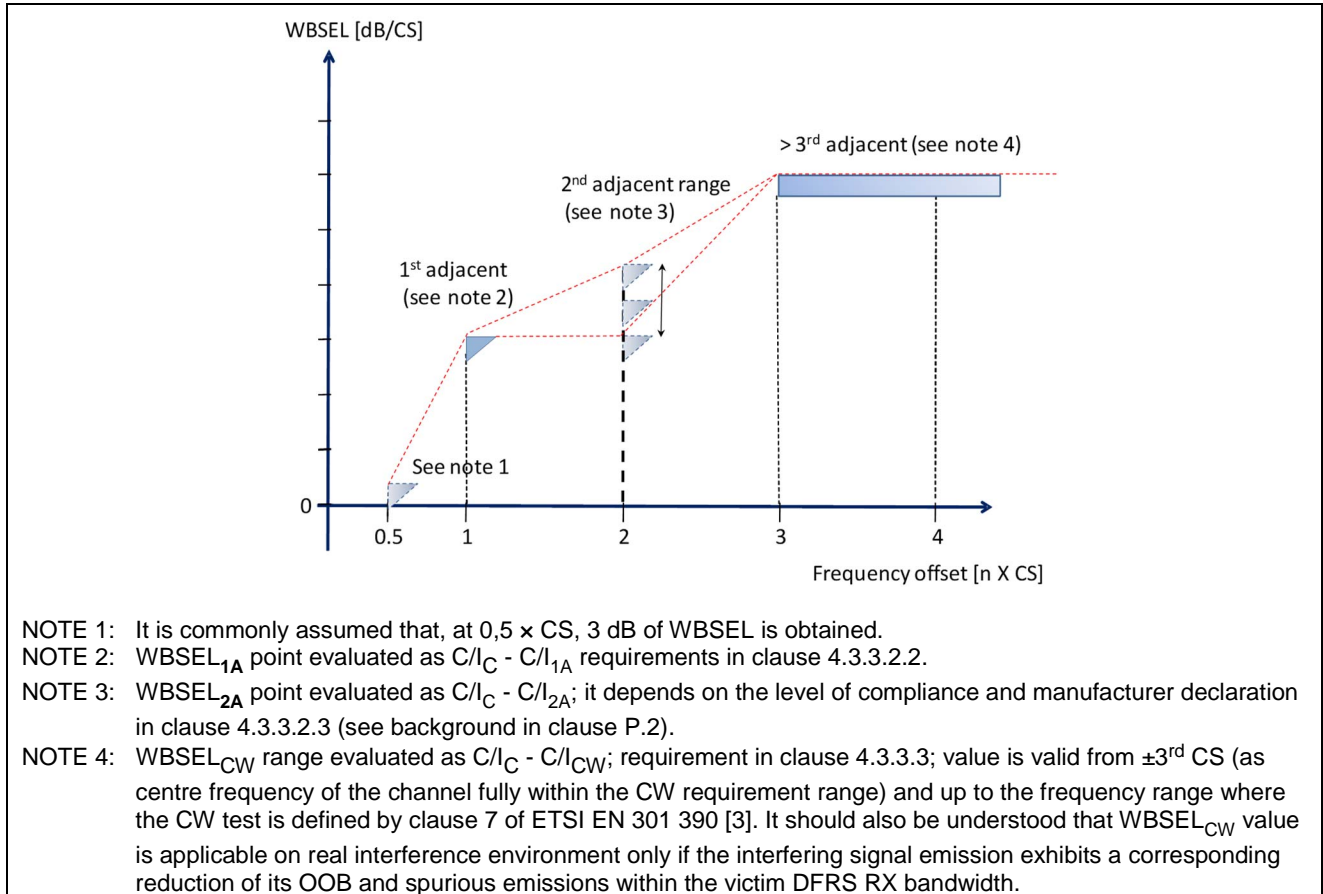 WBSEL [dB/CS]
> 3rd adjacent (see note 4)
2nd adjacent range
(see note 3)
1st adjacent
(see note 2)
See note 1
0
0.5 1 2 3 4
Frequency offset [n X CS]
NOTE 1: It is commonly assumed that, at 0,5 × CS, 3 dB of WBSEL is obtained.
NOTE 2: WBSEL1A point evaluated as C/IC - C/I1A requirements in clause 4.3.3.2.2.
NOTE 3: WBSEL2A point evaluated as C/IC - C/I2A; it depends on the level of compliance and manufacturer declaration
in clause 4.3.3.2.3 (see background in clause P.2).
NOTE 4: WBSELCW range evaluated as C/IC - C/ICW; requirement in clause 4.3.3.3; value is valid from ±3rd CS (as
centre frequency of the channel fully within the CW requirement range) and up to the frequency range where
the CW test is defined by clause 7 of ETSI EN 301 390 [3]. It should also be understood that WBSELCW value
is applicable on real interference environment only if the interfering signal emission exhibits a corresponding
reduction of its OOB and spurious emissions within the victim DFRS RX bandwidth.